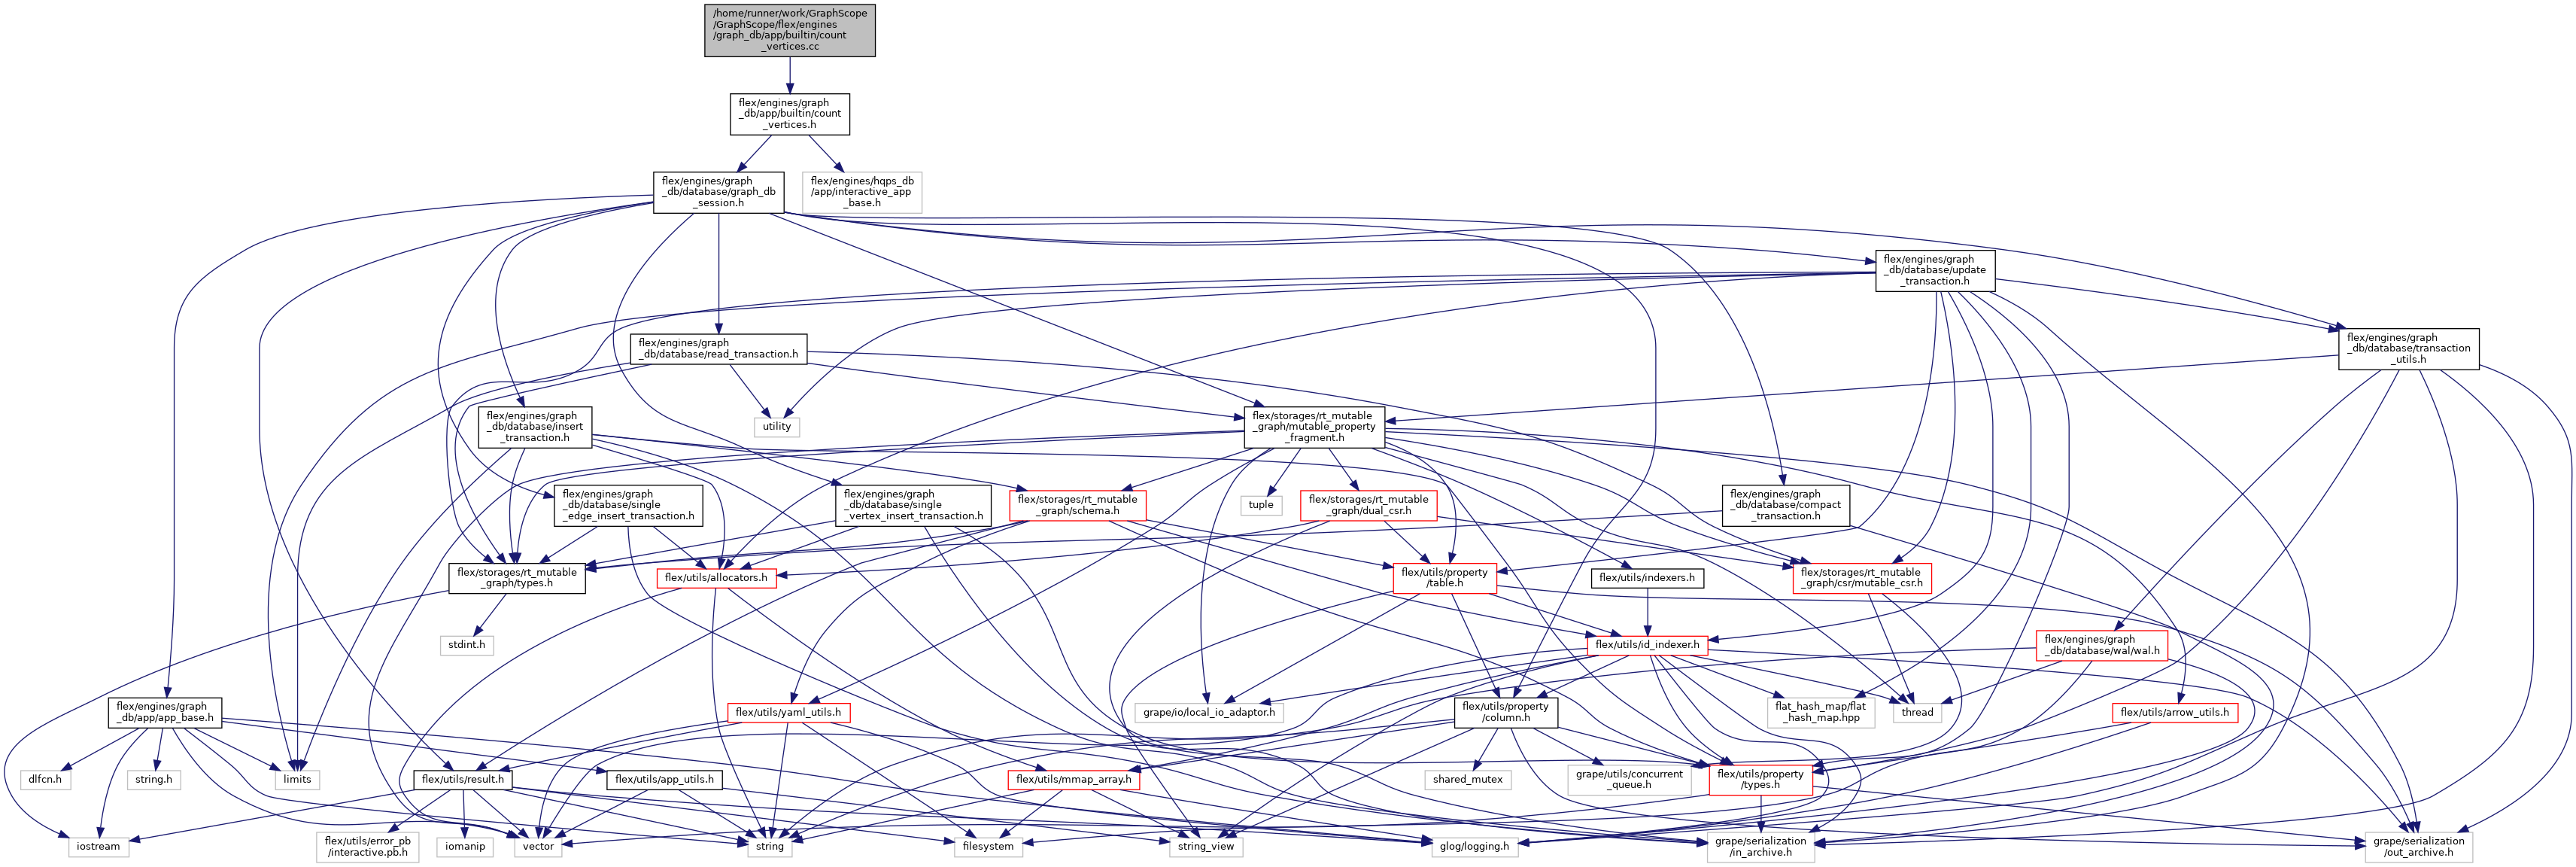 /home/runner/work/GraphScope
/GraphScope/flex/engines
/graph_db/app/builtin/count
_vertices.cc
flex/engines/graph
_db/app/builtin/count
_vertices.h
flex/engines/graph
_db/database/graph_db
_session.h
flex/engines/hqps_db
/app/interactive_app
_base.h
flex/engines/graph
_db/database/update
_transaction.h
flex/engines/graph
_db/database/read_transaction.h
flex/engines/graph
_db/database/transaction
_utils.h
flex/engines/graph
_db/database/insert
_transaction.h
utility
flex/storages/rt_mutable
_graph/mutable_property
_fragment.h
flex/engines/graph
_db/database/single
_edge_insert_transaction.h
flex/engines/graph
_db/database/single
_vertex_insert_transaction.h
flex/storages/rt_mutable
_graph/schema.h
tuple
flex/storages/rt_mutable
_graph/dual_csr.h
flex/engines/graph
_db/database/compact
_transaction.h
flex/storages/rt_mutable
_graph/types.h
flex/utils/allocators.h
flex/utils/property
/table.h
flex/utils/indexers.h
flex/storages/rt_mutable
_graph/csr/mutable_csr.h
stdint.h
flex/utils/id_indexer.h
flex/engines/graph
_db/database/wal/wal.h
flex/engines/graph
_db/app/app_base.h
flex/utils/yaml_utils.h
grape/io/local_io_adaptor.h
flex/utils/property
/column.h
flat_hash_map/flat
_hash_map.hpp
thread
flex/utils/arrow_utils.h
dlfcn.h
string.h
limits
flex/utils/result.h
flex/utils/app_utils.h
flex/utils/mmap_array.h
shared_mutex
grape/utils/concurrent
_queue.h
flex/utils/property
/types.h
iostream
flex/utils/error_pb
/interactive.pb.h
iomanip
vector
string
filesystem
string_view
glog/logging.h
grape/serialization
/in_archive.h
grape/serialization
/out_archive.h